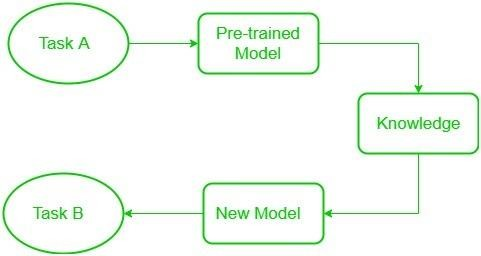 Task A
Pre-trained
Model
Knowledge
New Model
Task B